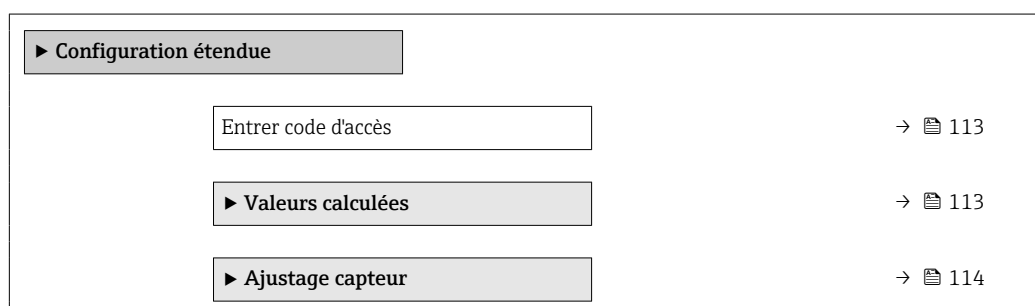 ▶ Configuration étendue
Entrer code d'accès → 113
▶ Valeurs calculées → 113
▶ Ajustage capteur → 114